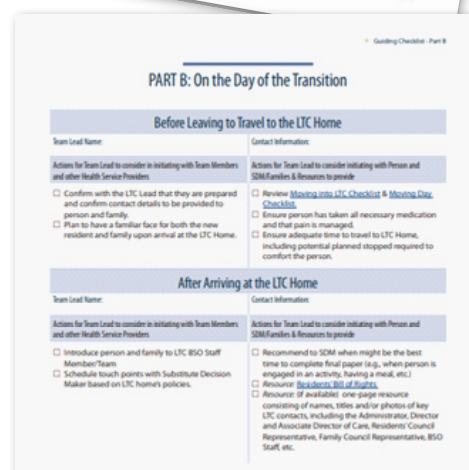 Guiding Checklist - Part B
PART B: On the Day of the Transition
Before Leaving to Travel to the LTC Home
Team Lead Name:
Contact Information:
Actions for Team Lead to consider in initiating with Team Members
and other Health Service Providers
Actions for Team Lead to consider initiating with Person and
SDM/Families & Resources to provide
☐ Confirm with the LTC Lead that they are prepared
and confirm contact details to be provided to
person and family.
☐ Plan to have a familiar face for both the new
resident and family upon arrival at the LTC Home.
☐ Review Moving into LTC Checklist & Moving Day
Checklist.
☐ Ensure person has taken all necessary medication
and that pain is managed.
☐ Ensure adequate time to travel to LTC Home,
including potential planned stopped required to
comfort the person.
After Arriving at the LTC Home
Team Lead Name:
Contact Information:
Actions for Team Lead to consider in initiating with Team Members
and other Health Service Providers
Actions for Team Lead to consider initiating with Person and
SDM/Families & Resources to provide
☐ Introduce person and family to LTC BSO Staff
Member/Team
☐ Schedule touch points with Substitute Decision
Maker based on LTC home's policies.
☐ Recommend to SDM when might be the best
time to complete final paper (e.g., when person is
engaged in an activity, having a meal, etc.)
☐ Resource: Residents' Bill of Rights
☐ Resource: (if available) one-page resource
consisting of names, titles and/or photos of key
LTC contacts, including the Administrator, Director
and Associate Director of Care, Residents' Council
Representative, Family Council Representative, BSO
Staff, etc.